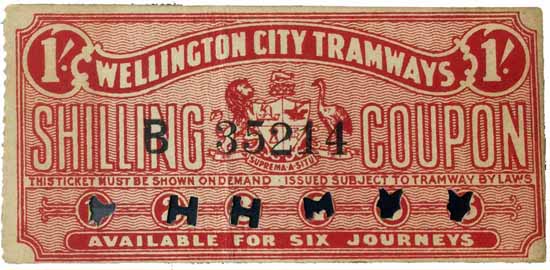 1/- WELLINGTON CITY TRAMWAYS 1/-
SHILLING COUPON
B 35214
SUPREMA·A·SITU
THIS TICKET MUST BE SHOWN ON DEMAND · ISSUED SUBJECT TO TRAMWAY BY LAWS
AVAILABLE FOR SIX JOURNEYS